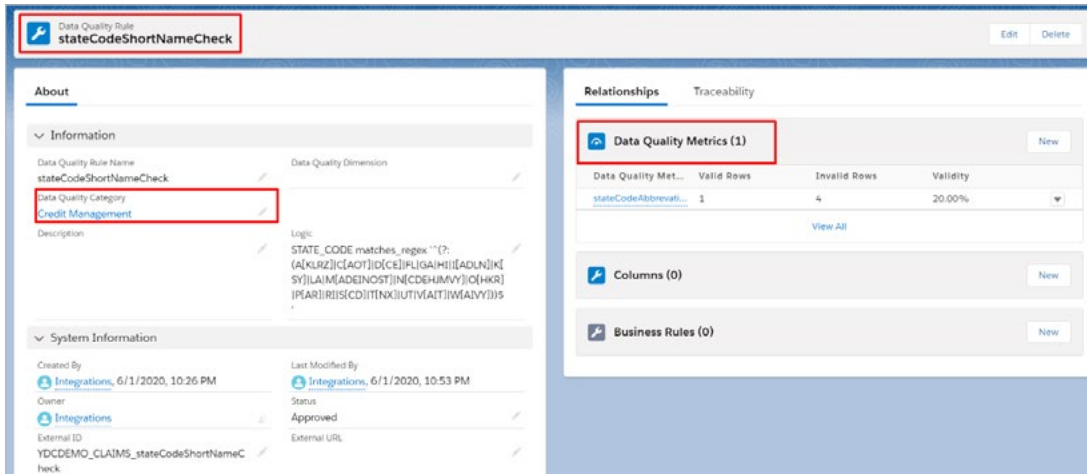 Data Quality Rule
stateCodeShortNameCheck
Edit
Delete
About
Information
Data Quality Rule Name
stateCodeShortNameCheck
Data Quality Dimension
Data Quality Category
Credit Management
Description
Logic
STATE_CODE matches_regex `^(?:
(A[KLRZ]|C[AOT]|D[CE]|FL|GA|HI|I[ADLN]|K[
SY]|LA|M[ADEINOST]|N[CDEHJMVY]|O[HKR]
|P[AR]|RI|S[CD]|T[NX]|UT|V[AIT]|W[AIVY]))$
`
System Information
Created By
Integrations, 6/1/2020, 10:26 PM
Last Modified By
Integrations, 6/1/2020, 10:53 PM
Owner
Integrations
Status
Approved
External ID
YDCDEMO_CLAIMS_stateCodeShortNameC
heck
External URL
Relationships
Traceability
Data Quality Metrics (1)
New
Data Quality Met... Valid Rows Invalid Rows Validity
stateCodeAbbrevati... 1 4 20.00%
View All
Columns (0)
New
Business Rules (0)
New